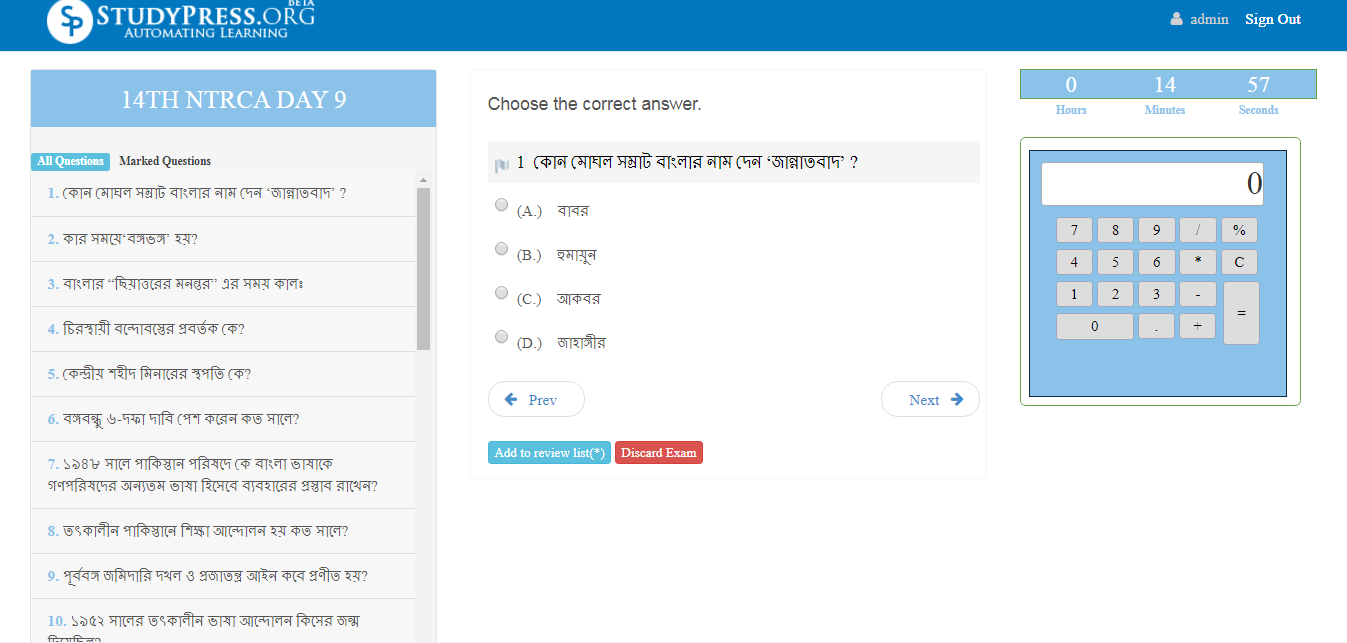 STUDYPRESS.ORG BETA
AUTOMATING LEARNING
admin Sign Out
14TH NTRCA DAY 9
All Questions Marked Questions
1. কোন মোঘল সম্রাট বাংলার নাম দেন ‘জান্নাতবাদ’ ?
2. কার সময়ে‘বঙ্গভঙ্গ’ হয়?
3. বাংলার “ছিয়াত্তরের মনন্তর” এর সময় কালঃ
4. চিরস্থায়ী বন্দোবস্তের প্রবর্তক কে?
5. কেন্দ্রীয় শহীদ মিনারের স্থপতি কে?
6. বঙ্গবন্ধু ৬-দফা দাবি পেশ করেন কত সালে?
7. ১৯৪৮ সালে পাকিস্তান পরিষদে কে বাংলা ভাষাকে
গণপরিষদের অন্যতম ভাষা হিসেবে ব্যবহারের প্রস্তাব রাখেন?
8. তৎকালীন পাকিস্তানে শিক্ষা আন্দোলন হয় কত সালে?
9. পূর্ববঙ্গ জমিদারি দখল ও প্রজাতন্ত্র আইন কবে প্রণীত হয়?
10. ১৯৫২ সালের তৎকালীন ভাষা আন্দোলন কিসের জন্ম
Choose the correct answer.
1 কোন মোঘল সম্রাট বাংলার নাম দেন ‘জান্নাতবাদ’ ?
(A.) বাবর
(B.) হুমায়ুন
(C.) আকবর
(D.) জাহাঙ্গীর
Prev Next
Add to review list(*) Discard Exam
0 14 57
Hours Minutes Seconds
0
7 8 9 / %
4 5 6 * C
1 2 3 - =
0 . +